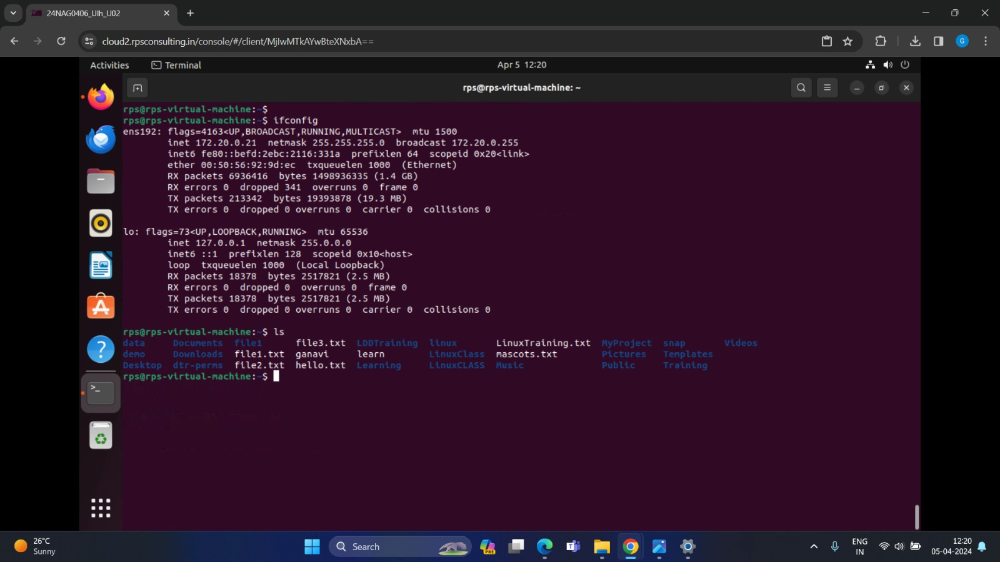 24NAG0406_Ulh_U02
cloud2.rpsconsulting.in/console/#/client/MjIwMTkAYwBteXNxbA==
G
Activities Terminal Apr 5 12:20
rps@rps-virtual-machine: ~
rps@rps-virtual-machine:~$
rps@rps-virtual-machine:~$ ifconfig
ens192: flags=4163<UP,BROADCAST,RUNNING,MULTICAST>  mtu 1500
        inet 172.20.0.21  netmask 255.255.255.0  broadcast 172.20.0.255
        inet6 fe80::befd:2ebc:2116:331a  prefixlen 64  scopeid 0x20<link>
        ether 00:50:56:92:9d:ec  txqueuelen 1000  (Ethernet)
        RX packets 6936416  bytes 1498936335 (1.4 GB)
        RX errors 0  dropped 341  overruns 0  frame 0
        TX packets 213342  bytes 19393878 (19.3 MB)
        TX errors 0  dropped 0 overruns 0  carrier 0  collisions 0
lo: flags=73<UP,LOOPBACK,RUNNING>  mtu 65536
        inet 127.0.0.1  netmask 255.0.0.0
        inet6 ::1  prefixlen 128  scopeid 0x10<host>
        loop  txqueuelen 1000  (Local Loopback)
        RX packets 18378  bytes 2517821 (2.5 MB)
        RX errors 0  dropped 0  overruns 0  frame 0
        TX packets 18378  bytes 2517821 (2.5 MB)
        TX errors 0  dropped 0 overruns 0  carrier 0  collisions 0
rps@rps-virtual-machine:~$ ls
data Documents file1 file3.txt LDDTraining linux LinuxTraining.txt MyProject snap Videos
demo Downloads file1.txt ganavi learn LinuxClass mascots.txt Pictures Templates
Desktop dtr-perms file2.txt hello.txt Learning LinuxCLASS Music Public Training
rps@rps-virtual-machine:~$
26°C
Sunny
Search
PRE
ENG
IN
12:20
05-04-2024